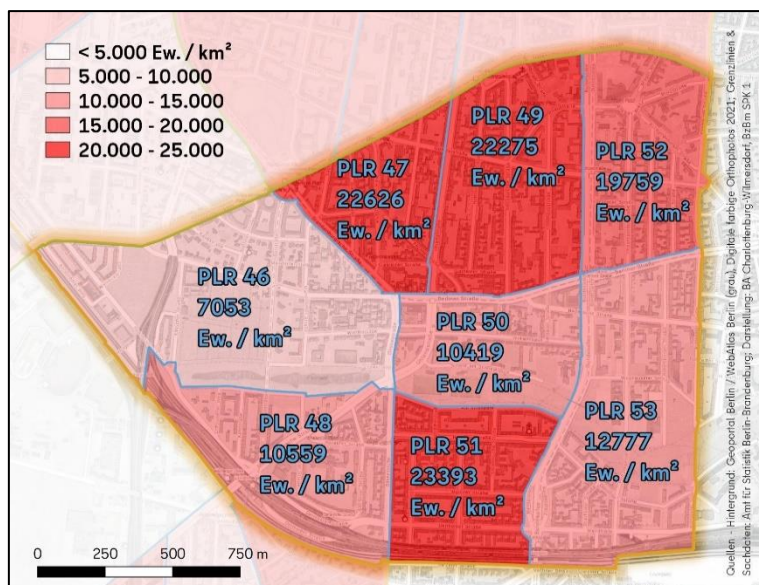 < 5.000 Ew. / km²
5.000 - 10.000
10.000 - 15.000
15.000 - 20.000
20.000 - 25.000
PLR 47
22626
Ew. / km²
PLR 49
22275
Ew. / km²
PLR 52
19759
Ew. / km²
PLR 46
7053
Ew. / km²
PLR 50
10419
Ew. / km²
PLR 48
10559
Ew. / km²
PLR 51
23393
Ew. / km²
PLR 53
12777
Ew. / km²
0 250 500 750 m
Quellen - Hintergrund: Geoportal Berlin / WebAtlas Berlin (grau), Digitale farbige Orthophotos 2021; Grenzlinien &
Sachdaten: Amt für Statistik Berlin-Brandenburg; Darstellung: BA Charlottenburg-Wilmersdorf, BzBm SPK 1